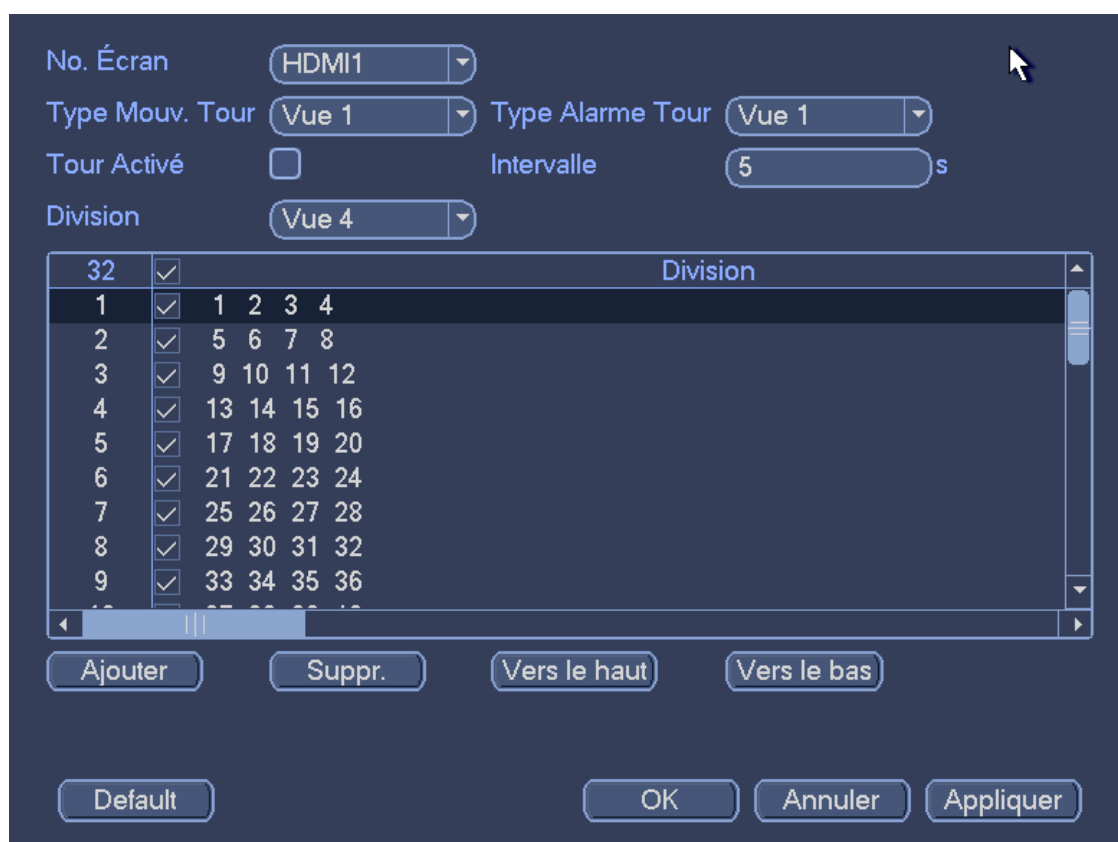 No. Écran HDMI1
Type Mouv. Tour Vue 1 Type Alarme Tour Vue 1
Tour Activé Intervalle 5 s
Division Vue 4
32 Division
1 1 2 3 4
2 5 6 7 8
3 9 10 11 12
4 13 14 15 16
5 17 18 19 20
6 21 22 23 24
7 25 26 27 28
8 29 30 31 32
9 33 34 35 36
Ajouter Suppr. Vers le haut Vers le bas
Default OK Annuler Appliquer